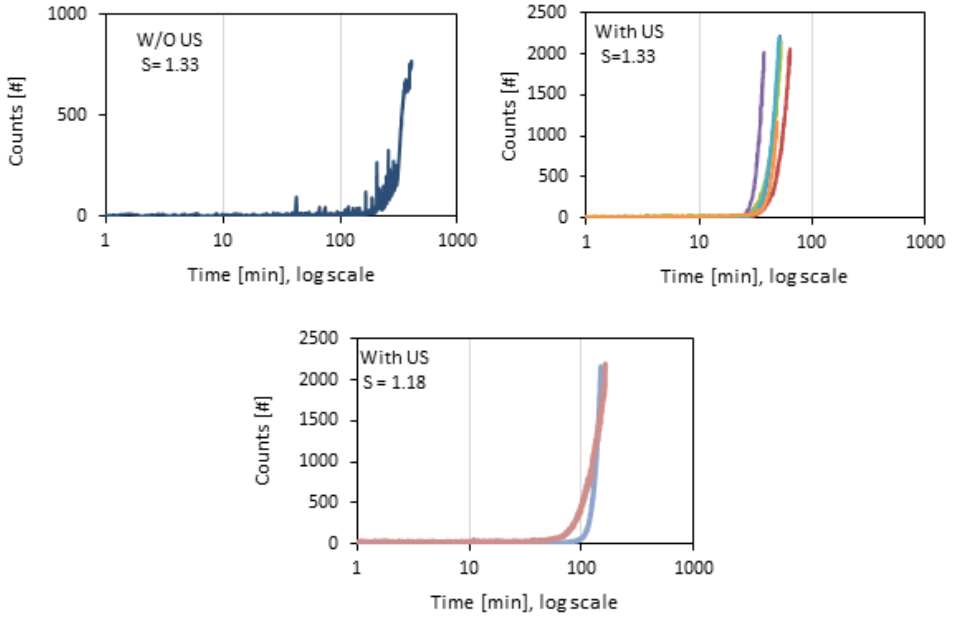 1000
500
0
Counts [#]
W/O US
S= 1.33
1 10 100 1000
Time [min], log scale
2500
2000
1500
1000
500
0
Counts [#]
With US
S=1.33
1 10 100 1000
Time [min], log scale
2500
2000
1500
1000
500
0
Counts [#]
With US
S = 1.18
1 10 100 1000
Time [min], log scale